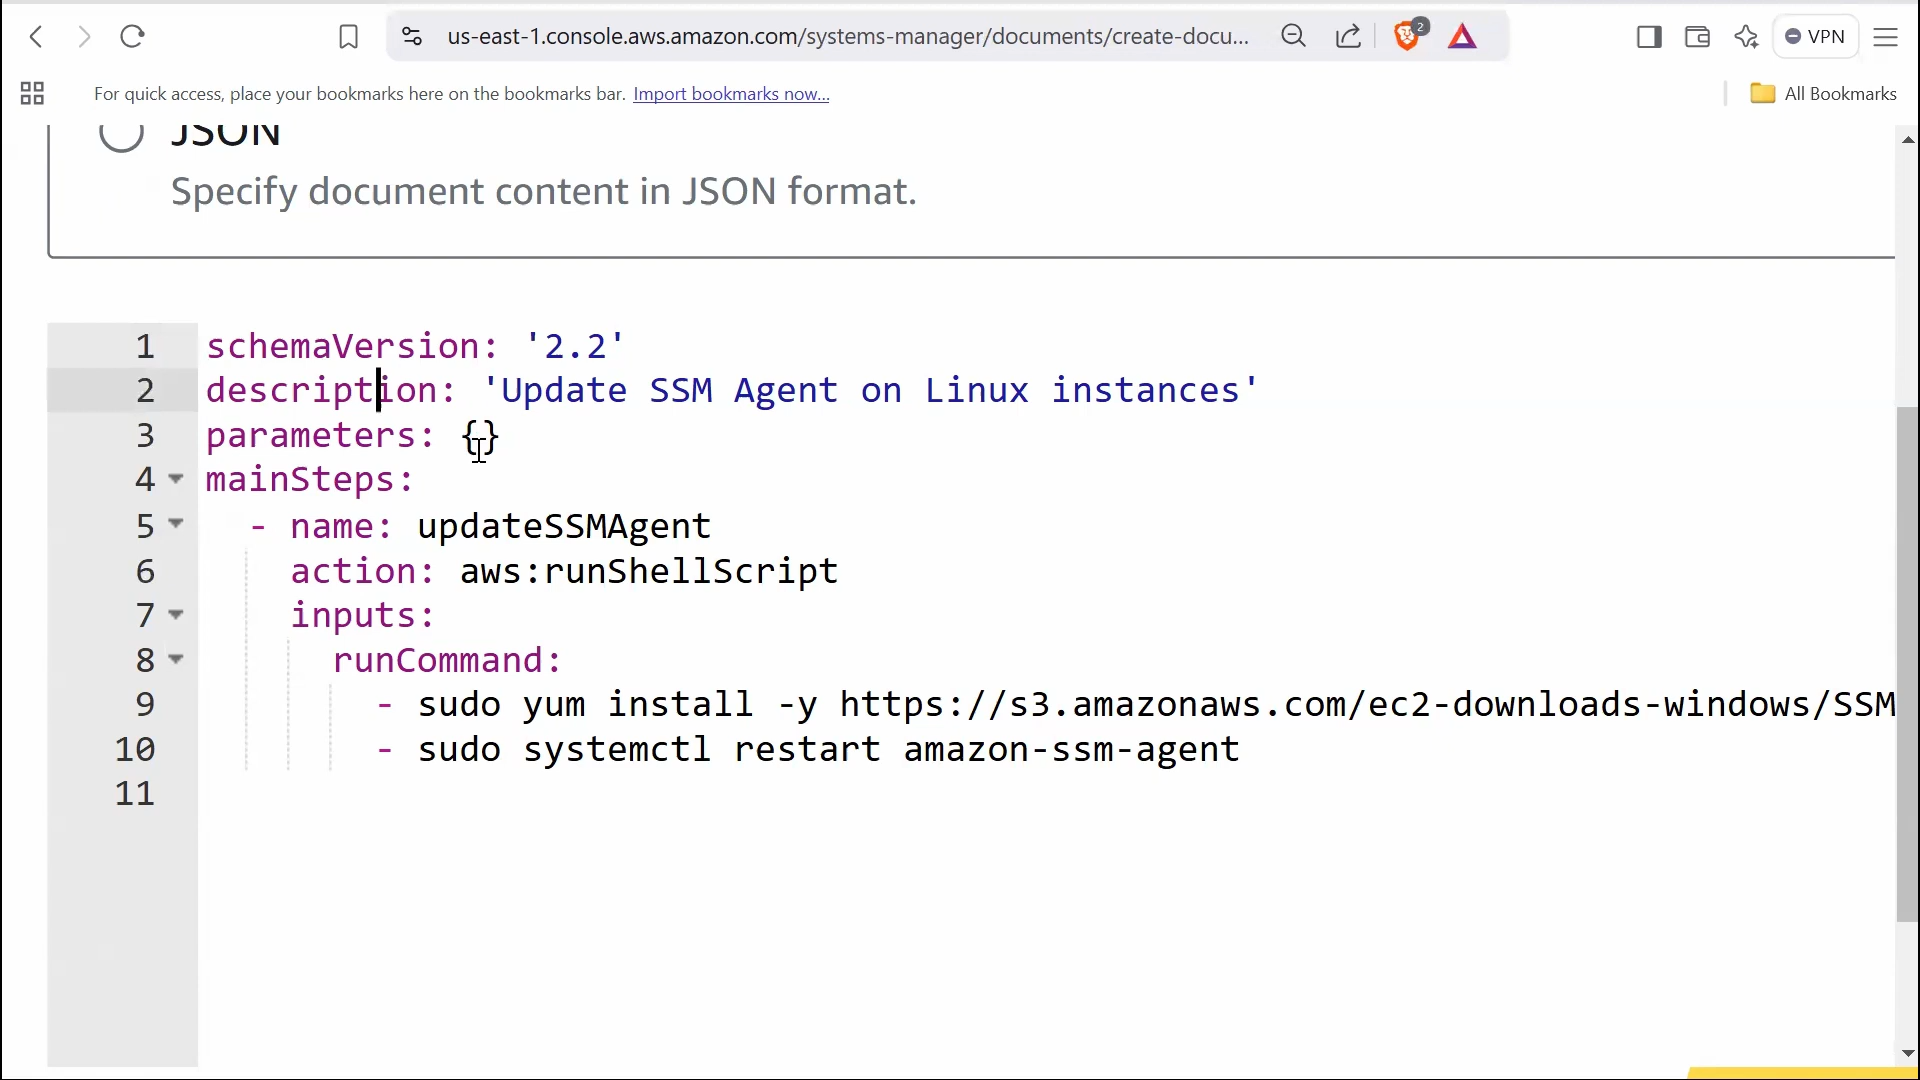 us-east-1.console.aws.amazon.com/systems-manager/documents/create-docu...
2
VPN
For quick access, place your bookmarks here on the bookmarks bar. Import bookmarks now...
All Bookmarks
JSON
Specify document content in JSON format.
1 schemaVersion: '2.2'
2 description: 'Update SSM Agent on Linux instances'
3 parameters: {}
4 mainSteps:
5 - name: updateSSMAgent
6 action: aws:runShellScript
7 inputs:
8 runCommand:
9 - sudo yum install -y https://s3.amazonaws.com/ec2-downloads-windows/SSM
10 - sudo systemctl restart amazon-ssm-agent
11